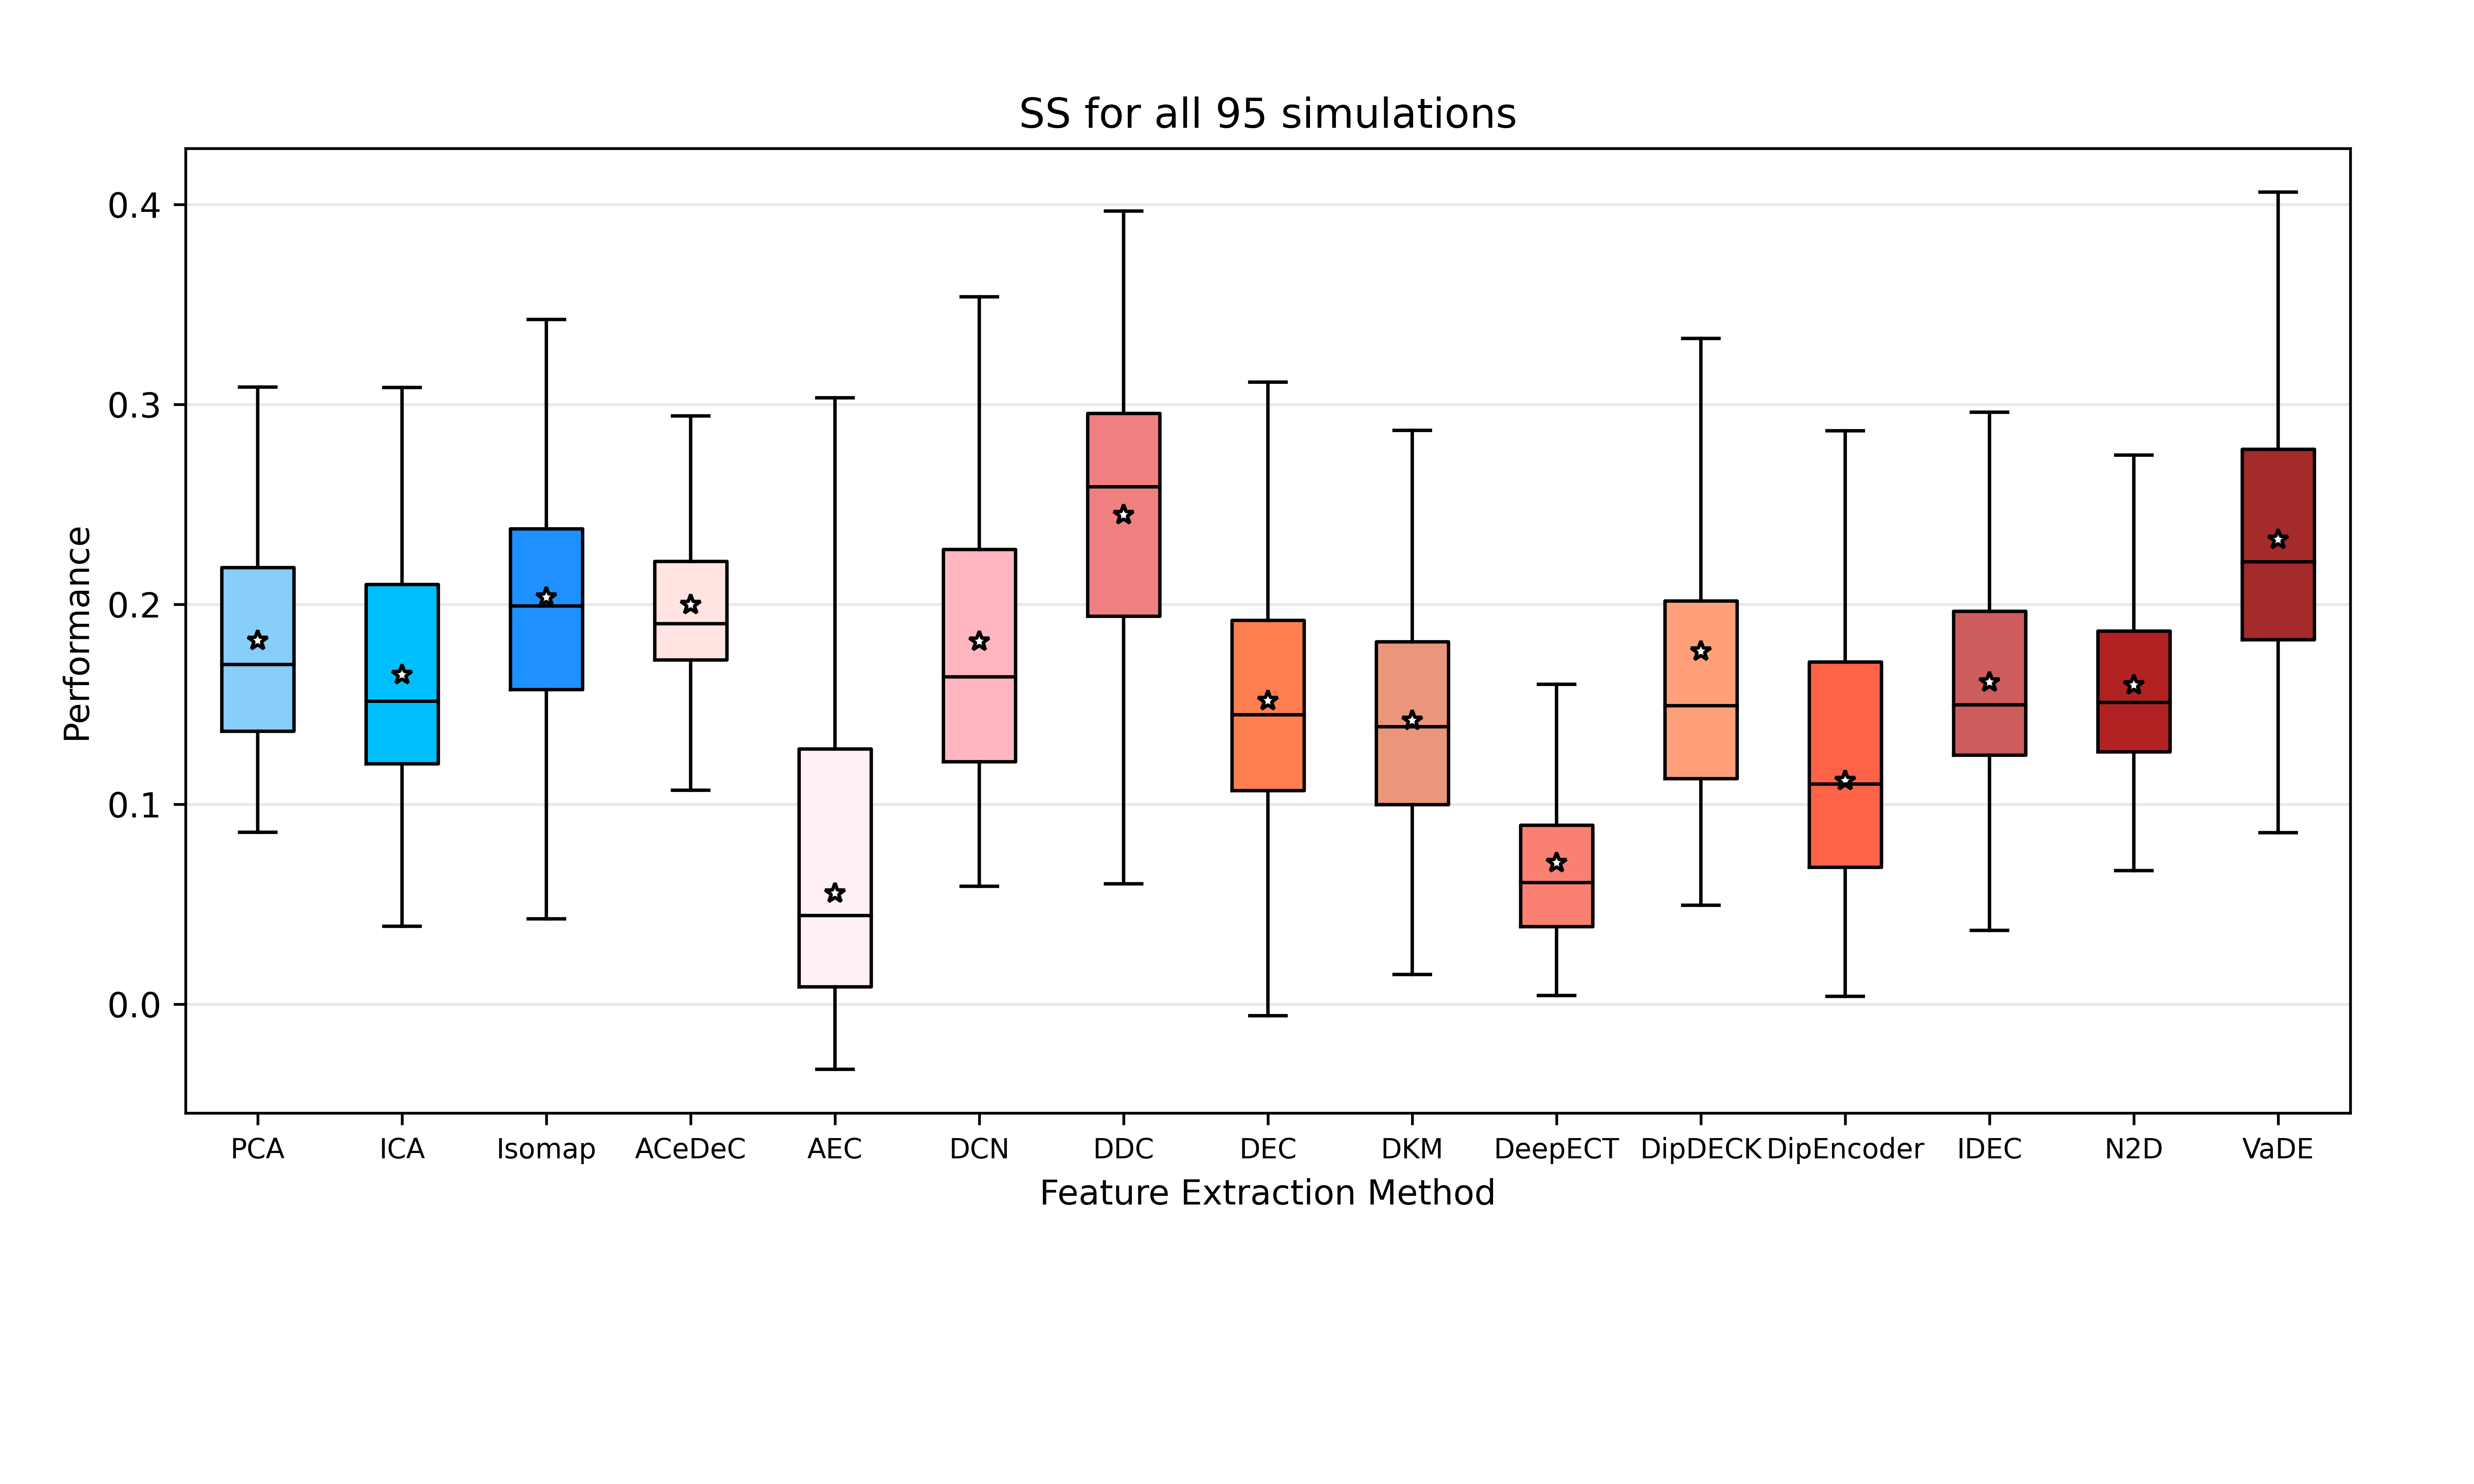 SS for all 95 simulations
Performance
0.4
0.3
0.2
0.1
0.0
PCA ICA Isomap ACeDeC AEC DCN DDC DEC DKM DeepECT DipDECK DipEncoder IDEC N2D VaDE
Feature Extraction Method